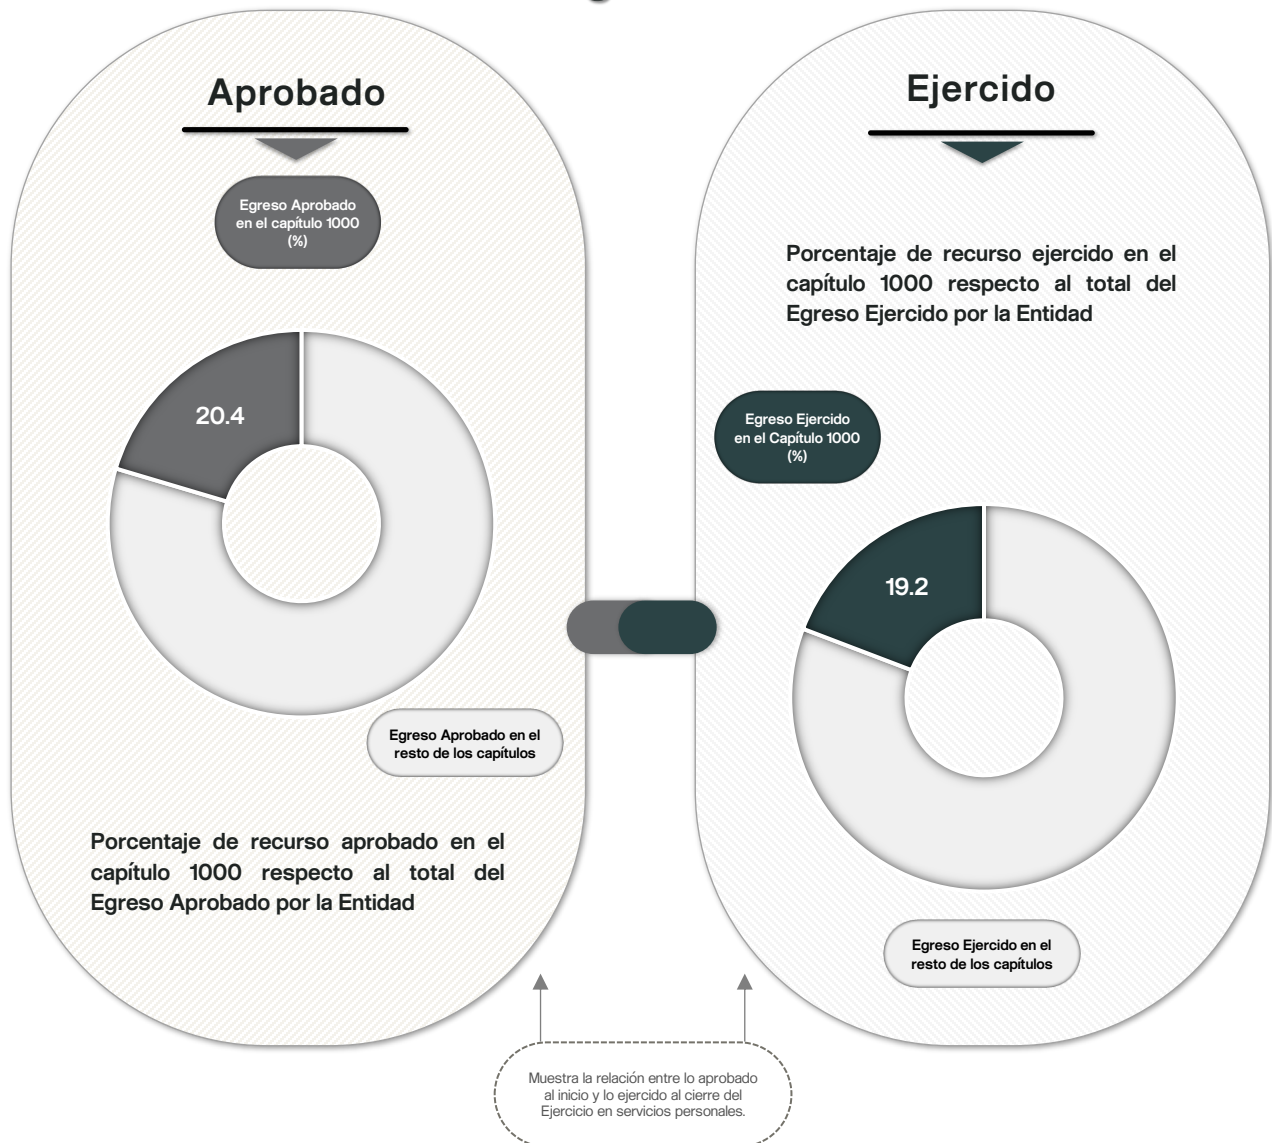 Aprobado
Egreso Aprobado
en el capítulo 1000
(%)
20.4
Egreso Aprobado en el
resto de los capítulos
Porcentaje de recurso aprobado en el
capítulo 1000 respecto al total del
Egreso Aprobado por la Entidad
Ejercido
Porcentaje de recurso ejercido en el
capítulo 1000 respecto al total del
Egreso Ejercido por la Entidad
Egreso Ejercido
en el Capítulo 1000
(%)
19.2
Egreso Ejercido en el
resto de los capítulos
Muestra la relación entre lo aprobado
al inicio y lo ejercido al cierre del
Ejercicio en servicios personales.